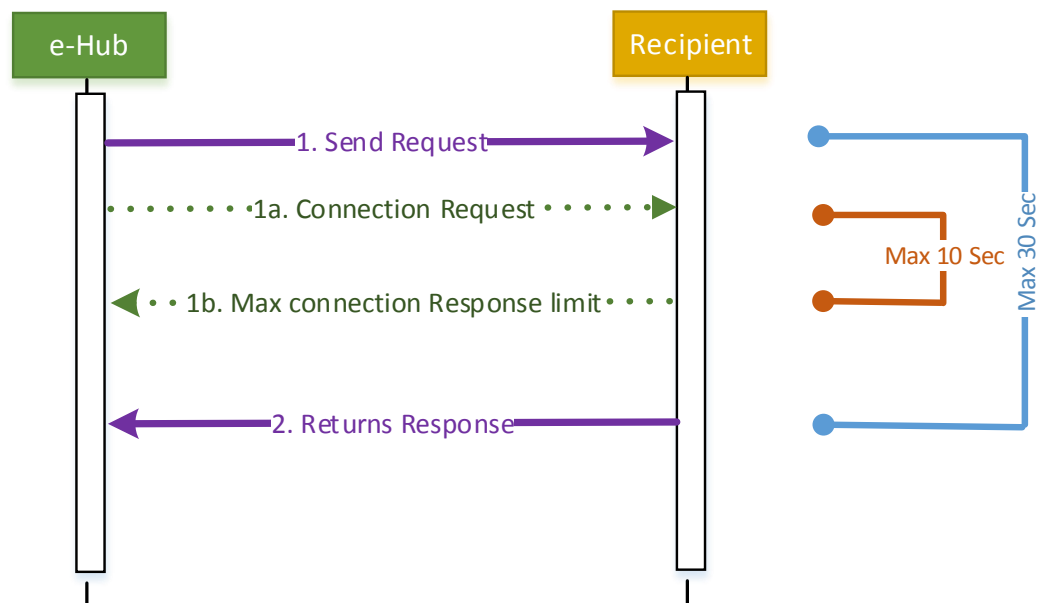 e-Hub
Recipient
1. Send Request
1a. Connection Request
Max 10 Sec
Max 30 Sec
1b. Max connection Response limit
2. Returns Response